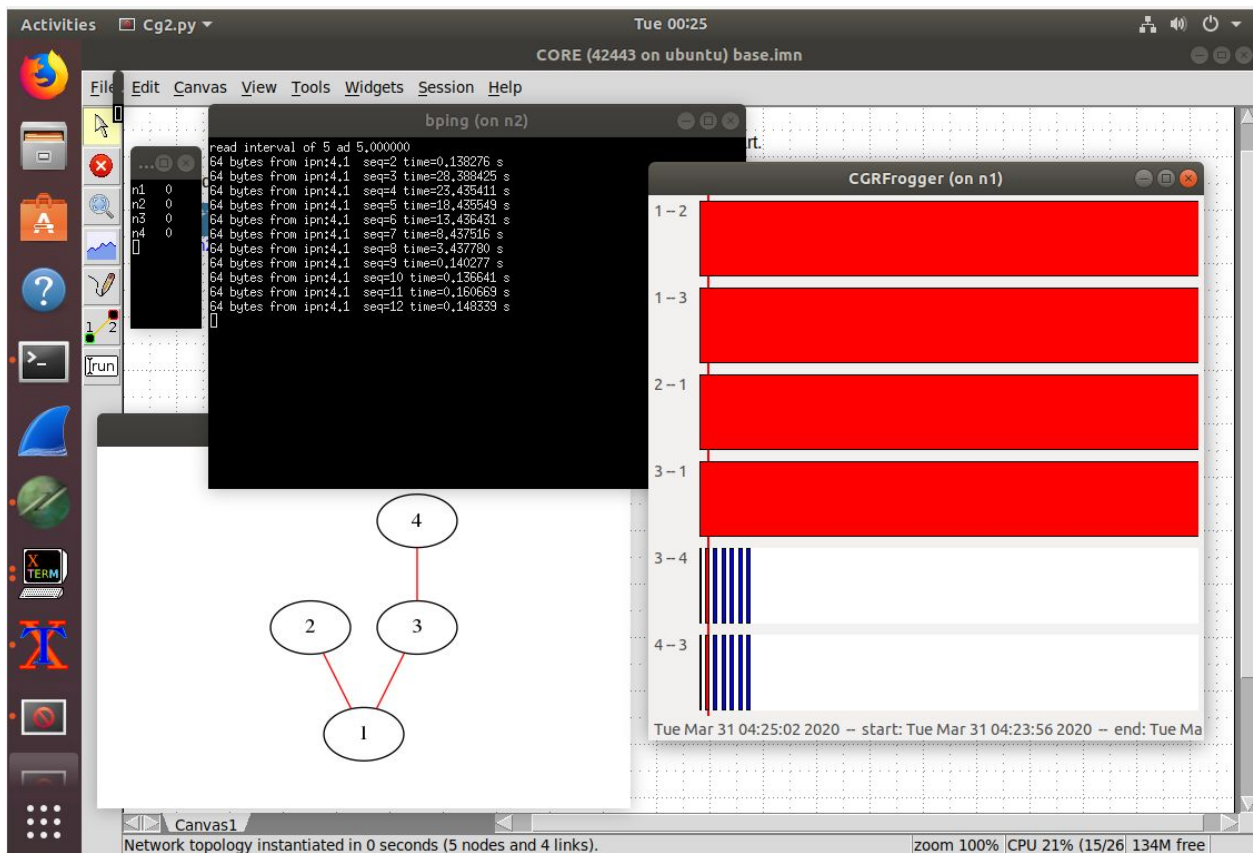 Activities Cg2.py Tue 00:25
CORE (42443 on ubuntu) base.imn
File Edit Canvas View Tools Widgets Session Help
bping (on n2)
read interval of 5 ad 5.000000
64 bytes from ipn:4.1 seq=2 time=0.138276 s
64 bytes from ipn:4.1 seq=3 time=28.388425 s
64 bytes from ipn:4.1 seq=4 time=23.435411 s
64 bytes from ipn:4.1 seq=5 time=18.435549 s
64 bytes from ipn:4.1 seq=6 time=13.436431 s
64 bytes from ipn:4.1 seq=7 time=8.437516 s
64 bytes from ipn:4.1 seq=8 time=3.437780 s
64 bytes from ipn:4.1 seq=9 time=0.140277 s
64 bytes from ipn:4.1 seq=10 time=0.136641 s
64 bytes from ipn:4.1 seq=11 time=0.160669 s
64 bytes from ipn:4.1 seq=12 time=0.148339 s
...
n1 0
n2 0
n3 0
n4 0
1 2
run
rt.
CGRFrogger (on n1)
1 -- 2
1 -- 3
2 -- 1
3 -- 1
3 -- 4
4 -- 3
Tue Mar 31 04:25:02 2020 -- start: Tue Mar 31 04:23:56 2020 -- end: Tue Ma
4
2 3
1
X
TERM
Canvas1
Network topology instantiated in 0 seconds (5 nodes and 4 links).
zoom 100% CPU 21% (15/26 134M free